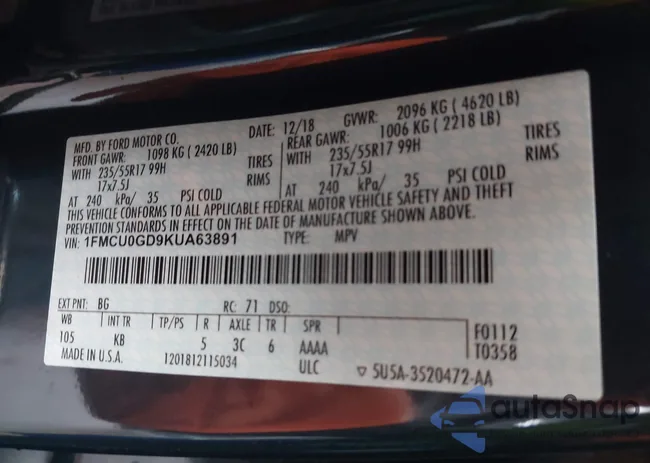 MFD. BY FORD MOTOR CO. DATE: 12/18 GVWR: 2096 KG ( 4620 LB)
FRONT GAWR: 1098 KG ( 2420 LB) REAR GAWR: 1006 KG ( 2218 LB)
WITH 235/55R17 99H TIRES WITH 235/55R17 99H TIRES
17x7.5J RIMS 17x7.5J RIMS
AT 240 kPa/ 35 PSI COLD AT 240 kPa/ 35 PSI COLD
THIS VEHICLE CONFORMS TO ALL APPLICABLE FEDERAL MOTOR VEHICLE SAFETY AND THEFT
PREVENTION STANDARDS IN EFFECT ON THE DATE OF MANUFACTURE SHOWN ABOVE.
VIN: 1FMCU0GD9KUA63891 TYPE: MPV
EXT PNT: BG RC: 71 DSO:
WB INT TR TP/PS R AXLE TR SPR F0112
105 KB 5 3C 6 AAAA T0358
MADE IN U.S.A. 1201812115034 ULC ▽ 5U5A-3520472-AA
autoSnap